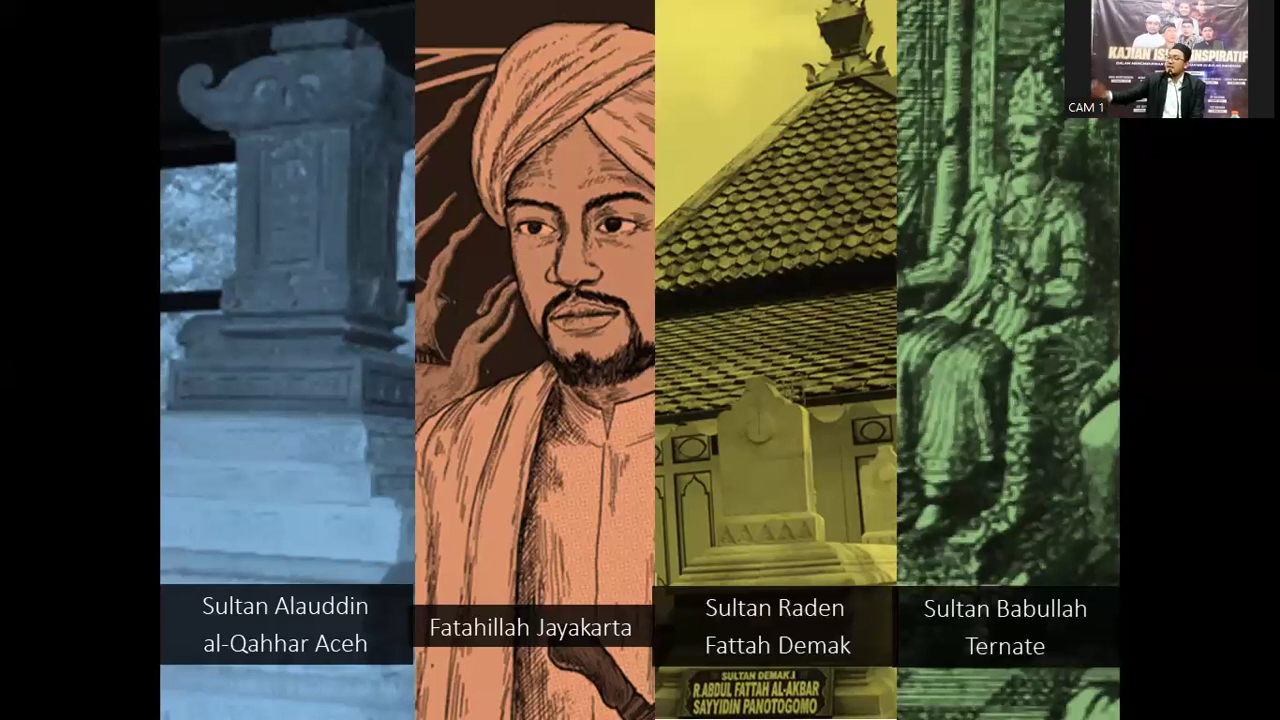 KAJIAN ISL INSPIRATIF
CAM 1
Sultan Alauddin
al-Qahhar Aceh
Fatahillah Jayakarta
Sultan Raden
Fattah Demak
Sultan Babullah
Ternate
SULTAN DEMAK.I
R.ABDUL FATTAH AL-AKBAR
SAYYIDIN PANOTOGOMO